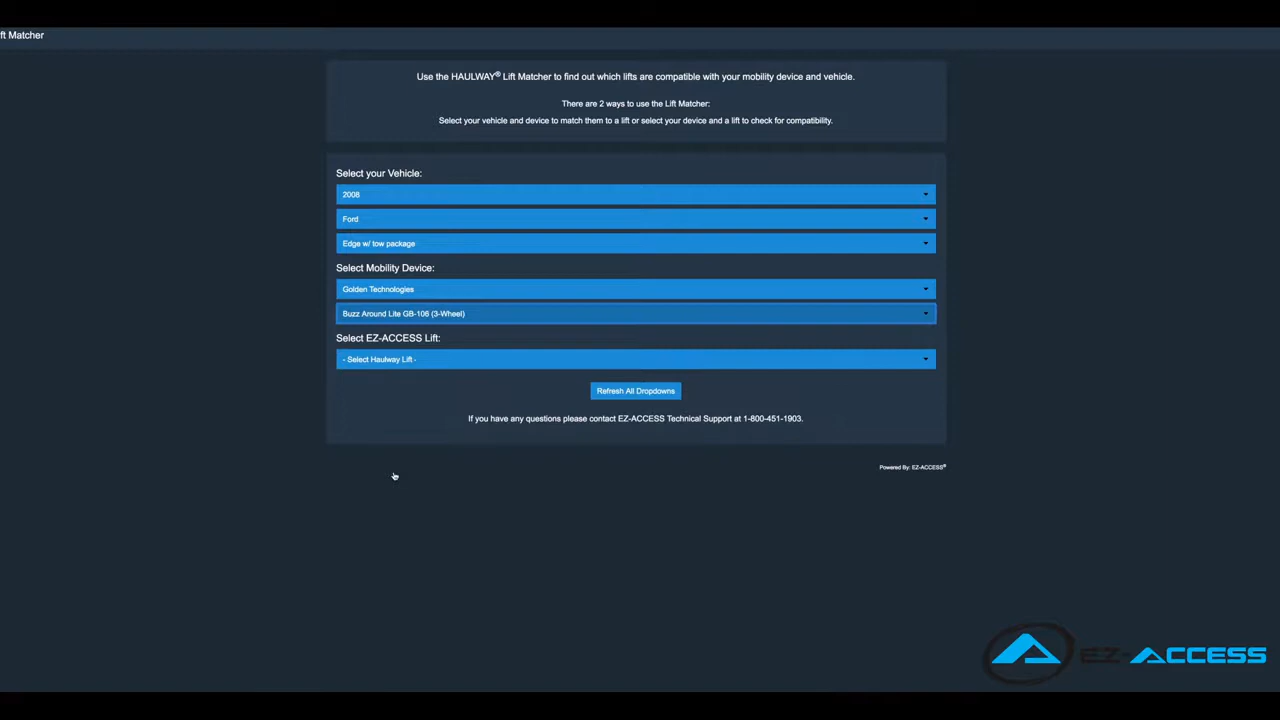 ft Matcher
Use the HAULWAY® Lift Matcher to find out which lifts are compatible with your mobility device and vehicle.
There are 2 ways to use the Lift Matcher:
Select your vehicle and device to match them to a lift or select your device and a lift to check for compatibility.
Select your Vehicle:
2008
Ford
Edge w/ tow package
Select Mobility Device:
Golden Technologies
Buzz Around Lite GB-106 (3-Wheel)
Select EZ-ACCESS Lift:
- Select Haulway Lift -
Refresh All Dropdowns
If you have any questions please contact EZ-ACCESS Technical Support at 1-800-451-1903.
Powered By: EZ-ACCESS®
EZ-ACCESS